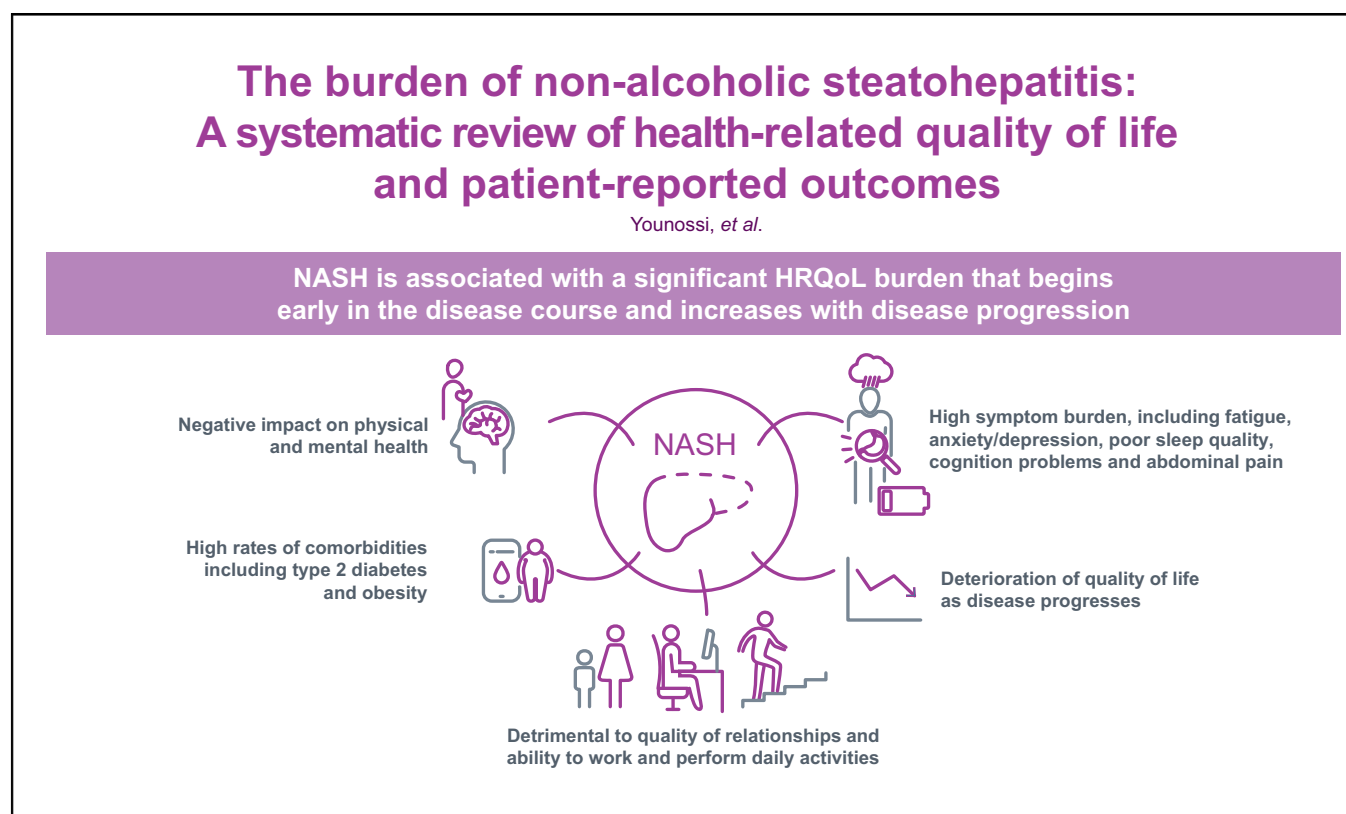 The burden of non-alcoholic steatohepatitis:
A systematic review of health-related quality of life
and patient-reported outcomes
Younossi, et al.
NASH is associated with a significant HRQoL burden that begins
early in the disease course and increases with disease progression
Negative impact on physical
and mental health
NASH
High symptom burden, including fatigue,
anxiety/depression, poor sleep quality,
cognition problems and abdominal pain
High rates of comorbidities
including type 2 diabetes
and obesity
Deterioration of quality of life
as disease progresses
Detrimental to quality of relationships and
ability to work and perform daily activities